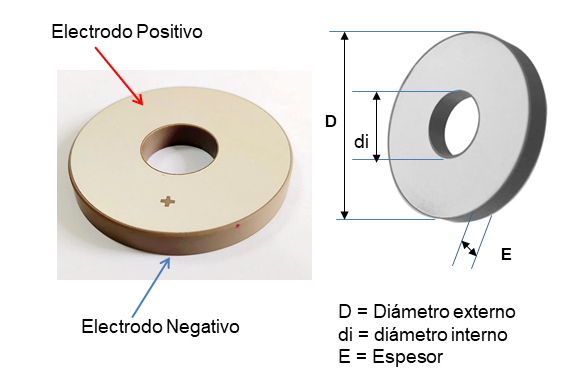 Electrodo Positivo
+
Electrodo Negativo
D
di
E
D = Diámetro externo
di = diámetro interno
E = Espesor